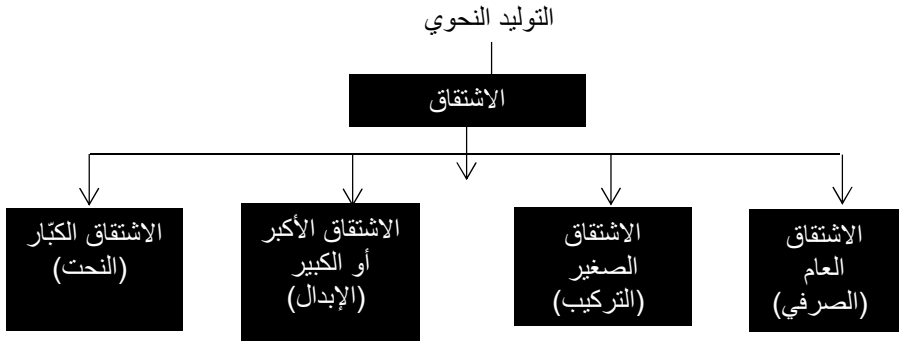 التوليد النحوي
الاشتقاق
الاشتقاق
العام
(الصرفي)
الاشتقاق
الصغير
(التركيب)
الاشتقاق الأكبر
أو الكبير
(الإبدال)
الاشتقاق الكبّار
(النحت)